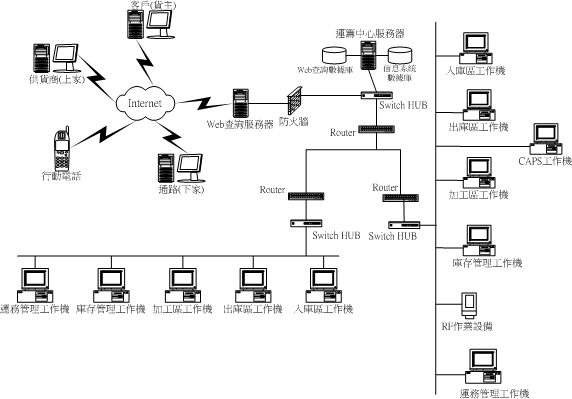 客戶(貨主)
運籌中心服務器
供貨商(上家)
Web查詢數據庫
信息系統
數據庫
入庫區工作機
Internet
Switch HUB
Web查詢服務器
防火牆
Router
出庫區工作機
CAPS工作機
行動電話
通路(下家)
Router
Router
加工區工作機
Switch HUB
Switch HUB
庫存管理工作機
運務管理工作機
庫存管理工作機
加工區工作機
出庫區工作機
入庫區工作機
RF作業設備
運務管理工作機